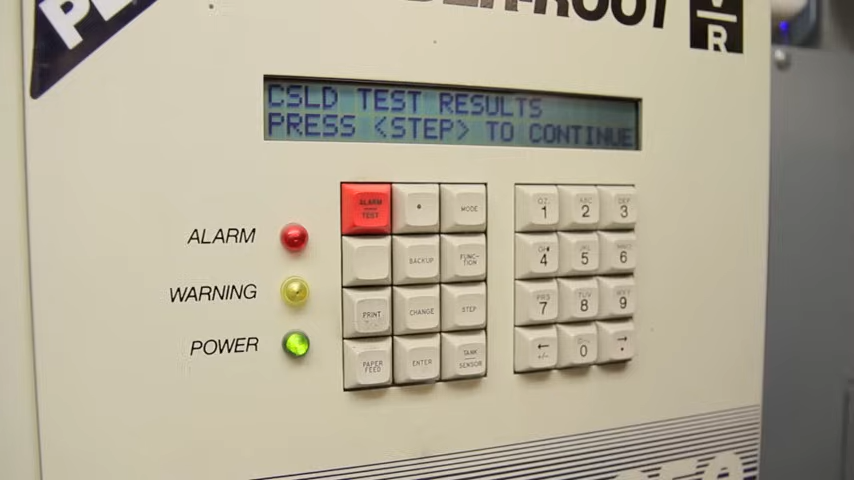 V
R
CSLD TEST RESULTS
PRESS <STEP> TO CONTINUE
ALARM
WARNING
POWER
ALARM
TEST
MODE
BACKUP
FUNC-
TION
PRINT
CHANGE
STEP
PAPER
FEED
ENTER
TANK
SENSOR
QZ.
1
ABC
2
DEF
3
4
JKL
5
MNO
6
7
TUV
8
WXY
9
← +/-
0
→ .